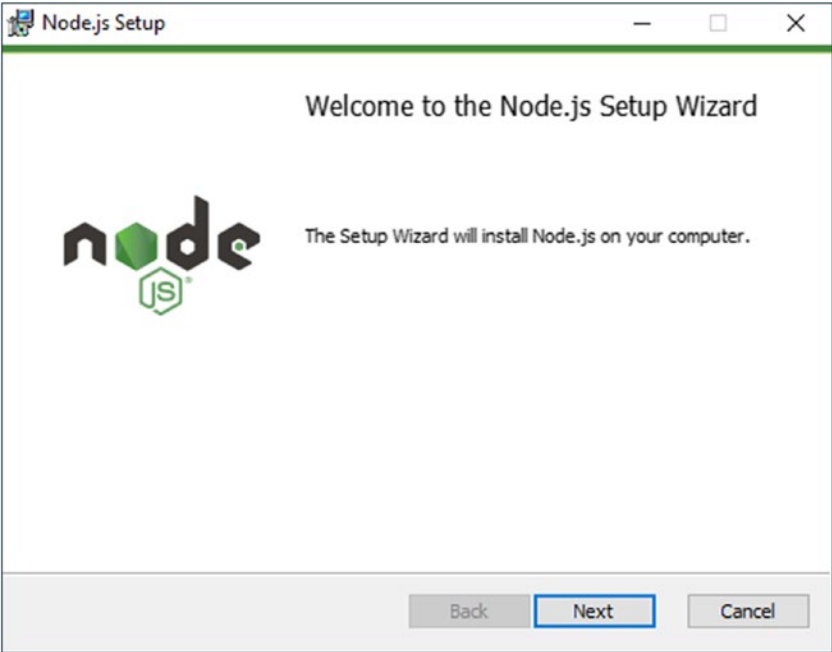 Node.js Setup
Welcome to the Node.js Setup Wizard
node
JS®
The Setup Wizard will install Node.js on your computer.
Back Next Cancel